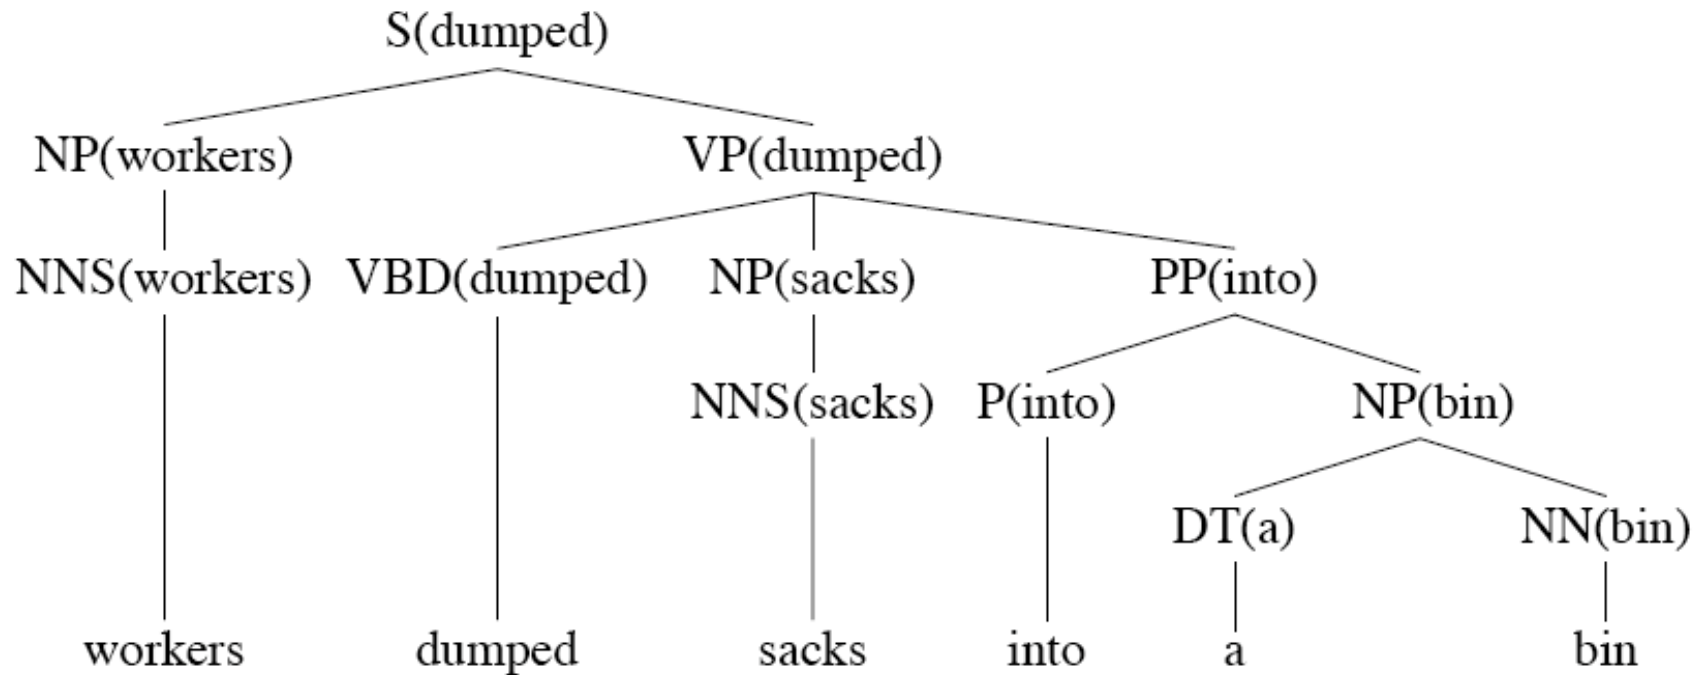 S(dumped)
NP(workers) VP(dumped)
NNS(workers) VBD(dumped) NP(sacks) PP(into)
NNS(sacks) P(into) NP(bin)
DT(a) NN(bin)
workers dumped sacks into a bin